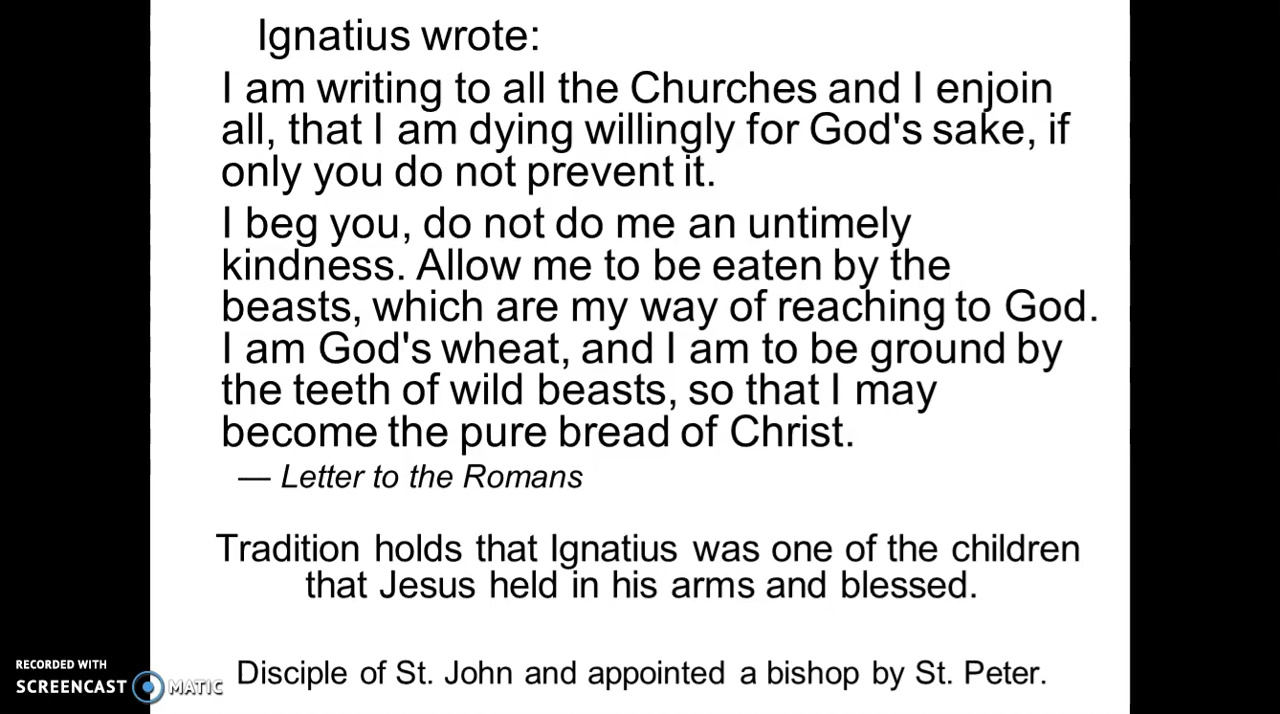 Ignatius wrote:
I am writing to all the Churches and I enjoin
all, that I am dying willingly for God's sake, if
only you do not prevent it.
I beg you, do not do me an untimely
kindness. Allow me to be eaten by the
beasts, which are my way of reaching to God.
I am God's wheat, and I am to be ground by
the teeth of wild beasts, so that I may
become the pure bread of Christ.
— Letter to the Romans
Tradition holds that Ignatius was one of the children
that Jesus held in his arms and blessed.
Disciple of St. John and appointed a bishop by St. Peter.
RECORDED WITH
SCREENCAST MATIC